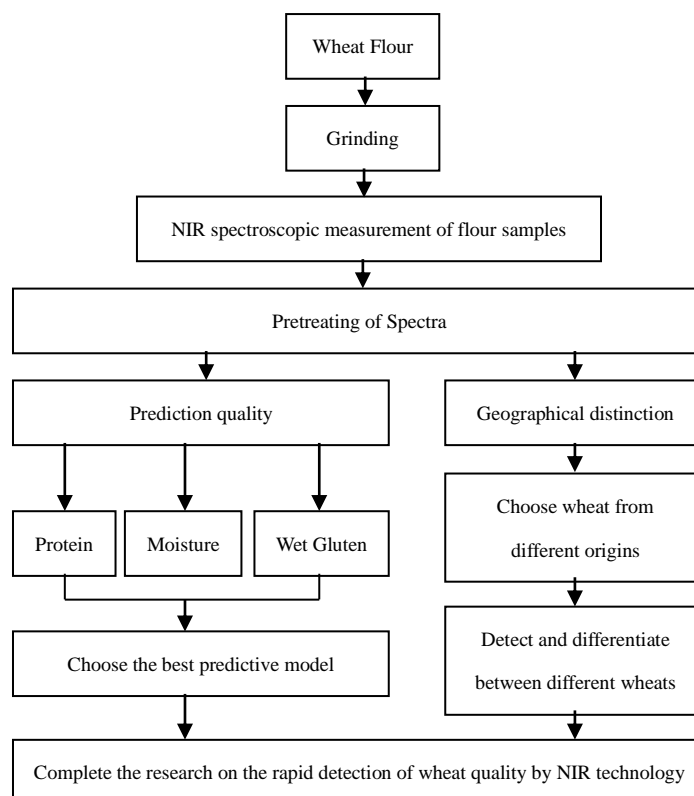 Wheat Flour
Grinding
NIR spectroscopic measurement of flour samples
Pretreating of Spectra
Prediction quality
Geographical distinction
Protein
Moisture
Wet Gluten
Choose wheat from
different origins
Choose the best predictive model
Detect and differentiate
between different wheats
Complete the research on the rapid detection of wheat quality by NIR technology